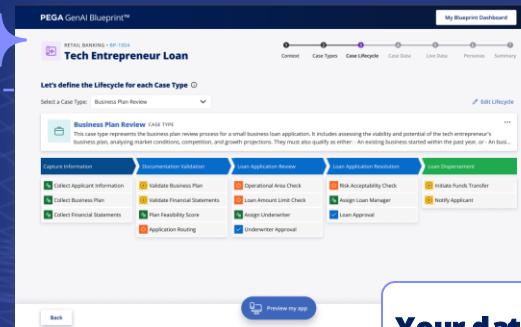 PEGA GenAI Blueprint™
My Blueprint Dashboard
RETAIL BANKING • BP-1004
Tech Entrepreneur Loan
Context
Case Types
Case Lifecycle
Case Data
Live Data
Personas
Summary
Let's define the Lifecycle for each Case Type
Select a Case Type:
Business Plan Review
Edit Lifecycle
Business Plan Review CASE TYPE
This case type represents the business plan review process for a small business loan application. It includes assessing the viability and potential of the tech entrepreneur's
business plan, analyzing market conditions, competition, and growth projections. They must also qualify as either: - An existing business started within the past year, or - An busi...
Capture Information
Documentation Validation
Loan Application Review
Loan Application Resolution
Loan Disbursement
Collect Applicant Information
Validate Business Plan
Operational Area Check
Risk Acceptability Check
Initiate Funds Transfer
Collect Business Plan
Validate Financial Statements
Loan Amount Limit Check
Assign Loan Manager
Notify Applicant
Collect Financial Statements
Plan Feasibility Score
Assign Underwriter
Loan Approval
Application Routing
Underwriter Approval
Back
Preview my app
Your dat